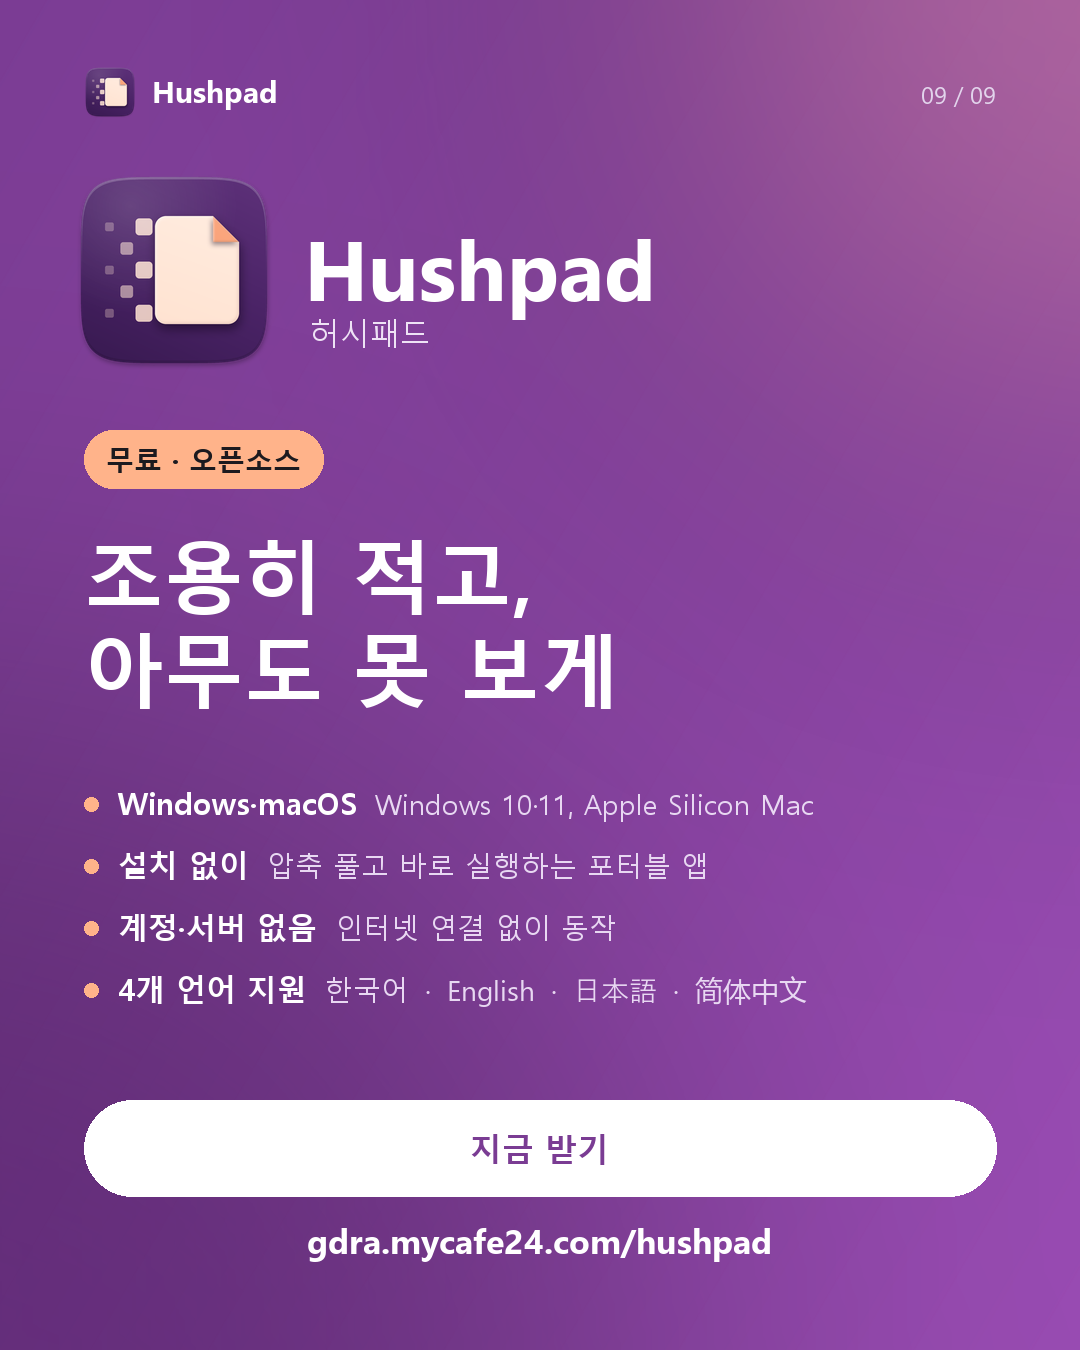 Hushpad
09 / 09
Hushpad
허시패드
무료 · 오픈소스
조용히 적고,
아무도 못 보게
Windows·macOS Windows 10·11, Apple Silicon Mac
설치 없이 압축 풀고 바로 실행하는 포터블 앱
계정·서버 없음 인터넷 연결 없이 동작
4개 언어 지원 한국어 · English · 日本語 · 简体中文
지금 받기
gdra.mycafe24.com/hushpad